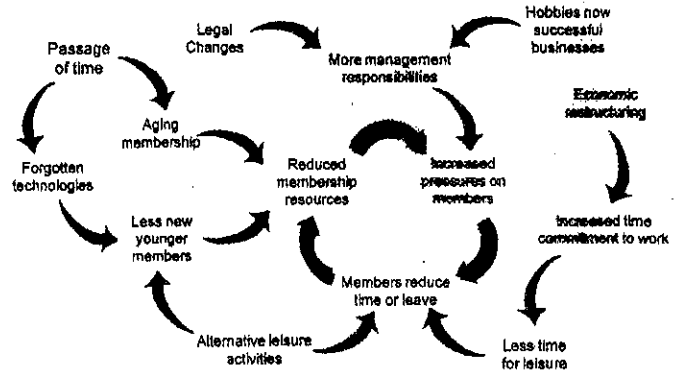 Legal
Changes
Hobbies now
successful
businesses
Passage
of time
More management
responsibilities
Economic
restructuring
Aging
membership
Forgotten
technologies
Reduced
membership
resources
Increased
pressures on
members
Less new
younger
members
Increased time
commitment to work
Members reduce
time or leave
Alternative leisure
activities
Less time
for leisure